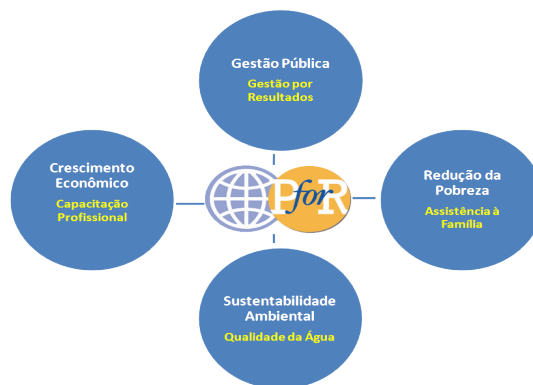 Gestão Pública
Gestão por
Resultados
Crescimento
Econômico
Capacitação
Profissional
PforR
Redução da
Pobreza
Assistência à
Família
Sustentabilidade
Ambiental
Qualidade da Água